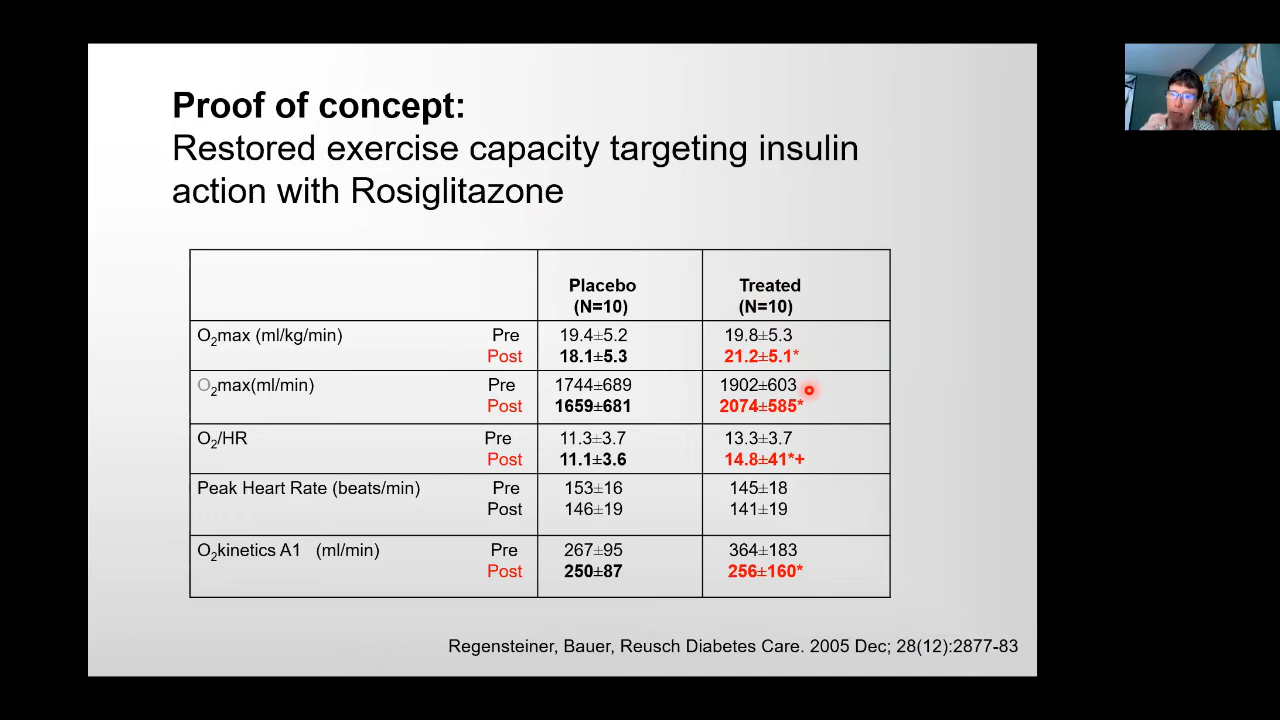 Proof of concept:
Restored exercise capacity targeting insulin
action with Rosiglitazone
Placebo
(N=10)
Treated
(N=10)
O₂max (ml/kg/min) Pre 19.4±5.2 19.8±5.3
Post 18.1±5.3 21.2±5.1*
O₂max(ml/min) Pre 1744±689 1902±603
Post 1659±681 2074±585*
O₂/HR Pre 11.3±3.7 13.3±3.7
Post 11.1±3.6 14.8±41*+
Peak Heart Rate (beats/min) Pre 153±16 145±18
Post 146±19 141±19
O₂kinetics A1 (ml/min) Pre 267±95 364±183
Post 250±87 256±160*
Regensteiner, Bauer, Reusch Diabetes Care. 2005 Dec; 28(12):2877-83